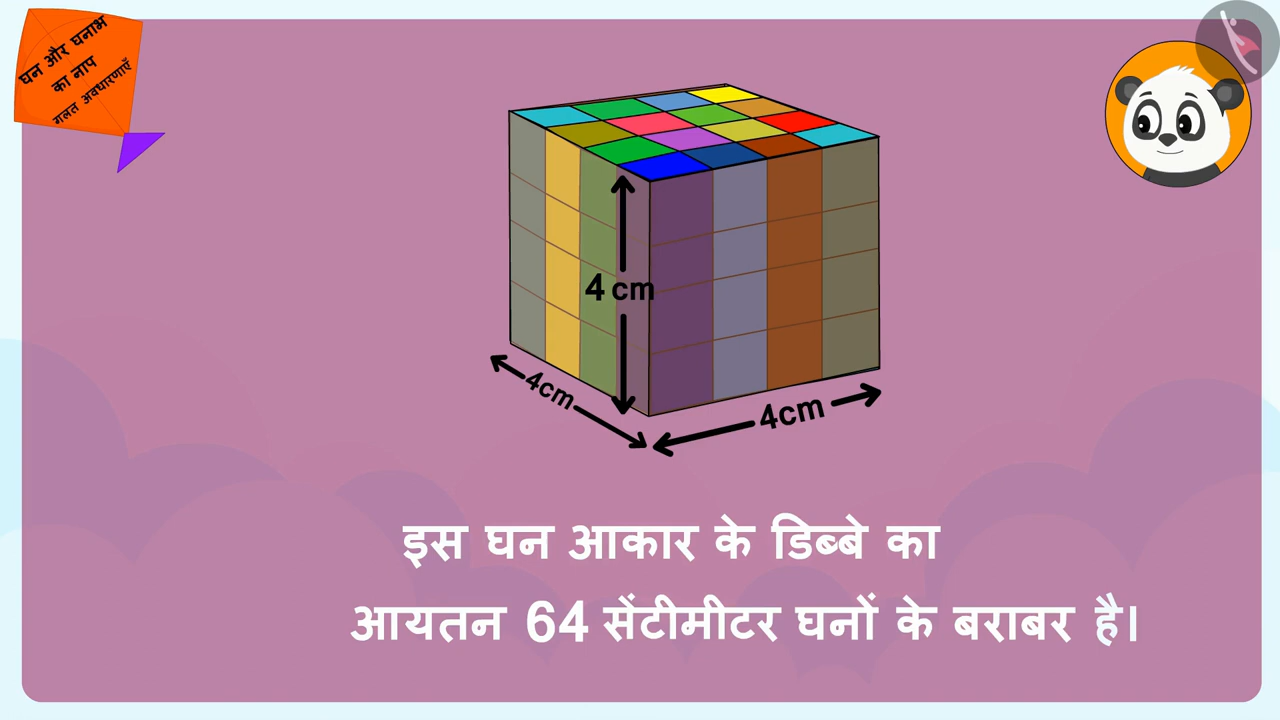 घन और घनाभ
का नाप
गलत अवधारणाएँ
4 cm
4cm
4cm
इस घन आकार के डिब्बे का
आयतन 64 सेंटीमीटर घनों के बराबर है।